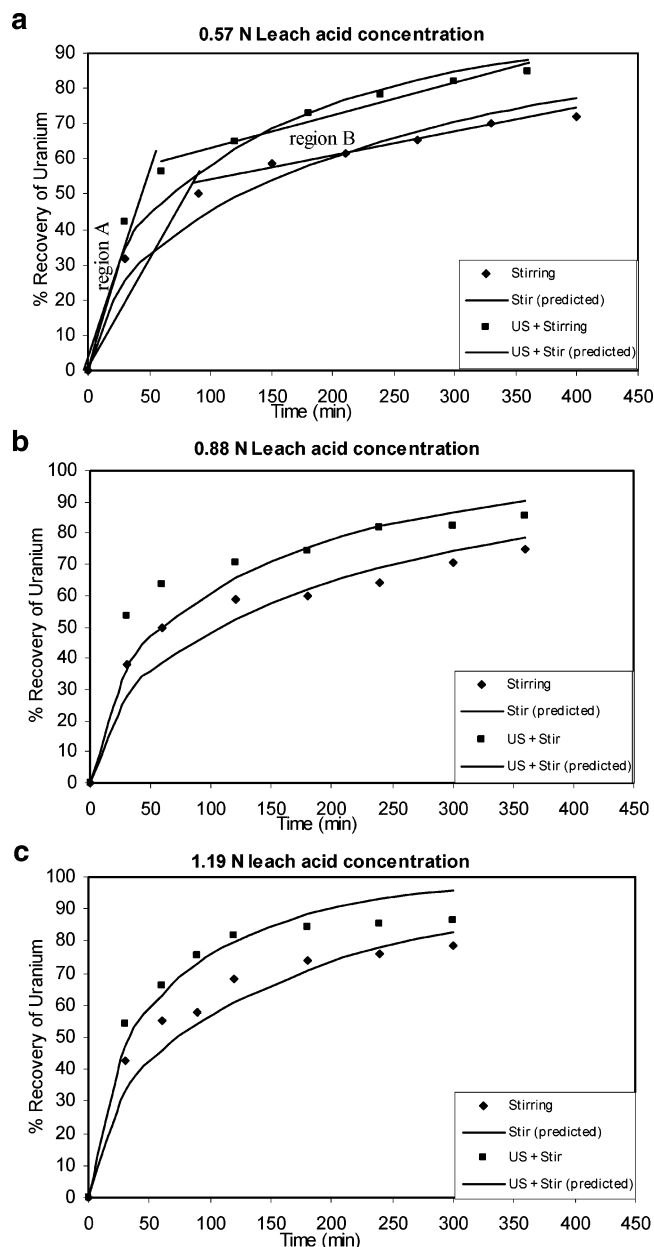 a
0.57 N Leach acid concentration
90
80
70
60
50
40
30
20
10
0
% Recovery of Uranium
region A
region B
Stirring
Stir (predicted)
US + Stirring
US + Stir (predicted)
0 50 100 150 200 250 300 350 400 450
Time (min)
b
0.88 N Leach acid concentration
100
90
80
70
60
50
40
30
20
10
0
% Recovery of Uranium
Stirring
Stir (predicted)
US + Stir
US + Stir (predicted)
0 50 100 150 200 250 300 350 400 450
Time (min)
c
1.19 N leach acid concentration
100
90
80
70
60
50
40
30
20
10
0
% Recovery of Uranium
Stirring
Stir (predicted)
US + Stir
US + Stir (predicted)
0 50 100 150 200 250 300 350 400 450
Time (min)